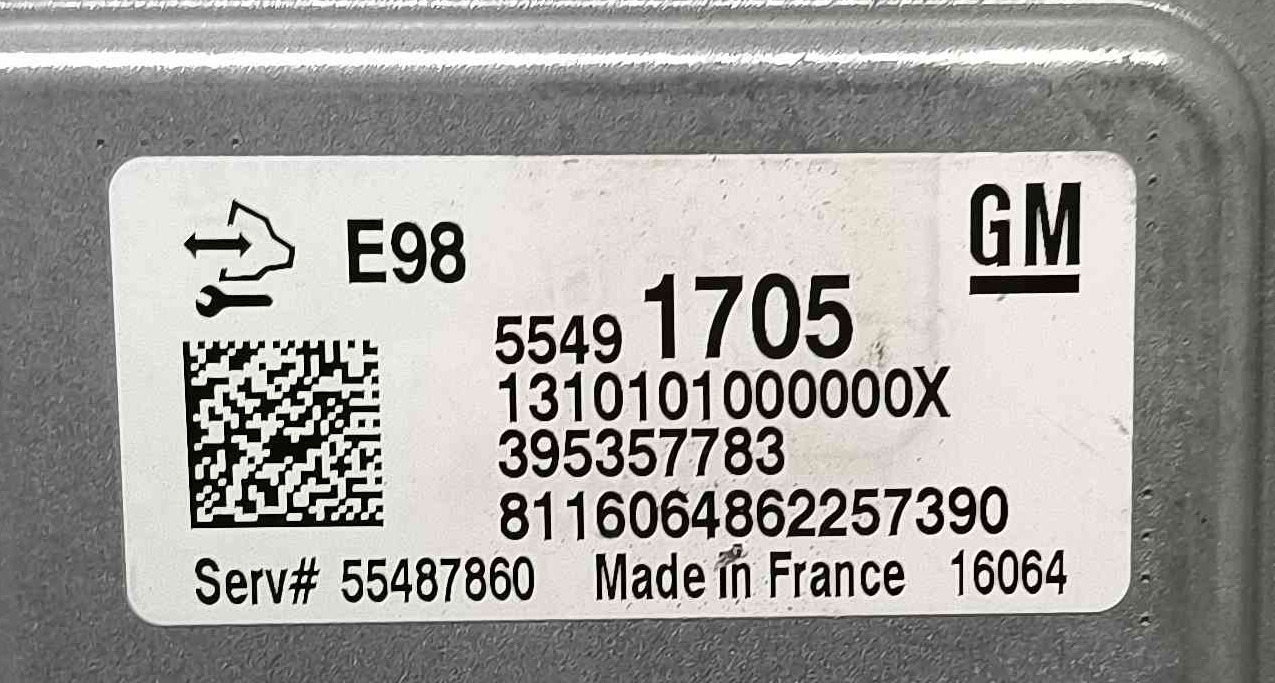 E98
GM
5549 1705
1310101000000X
395357783
8116064862257390
Serv# 55487860 Made in France 16064